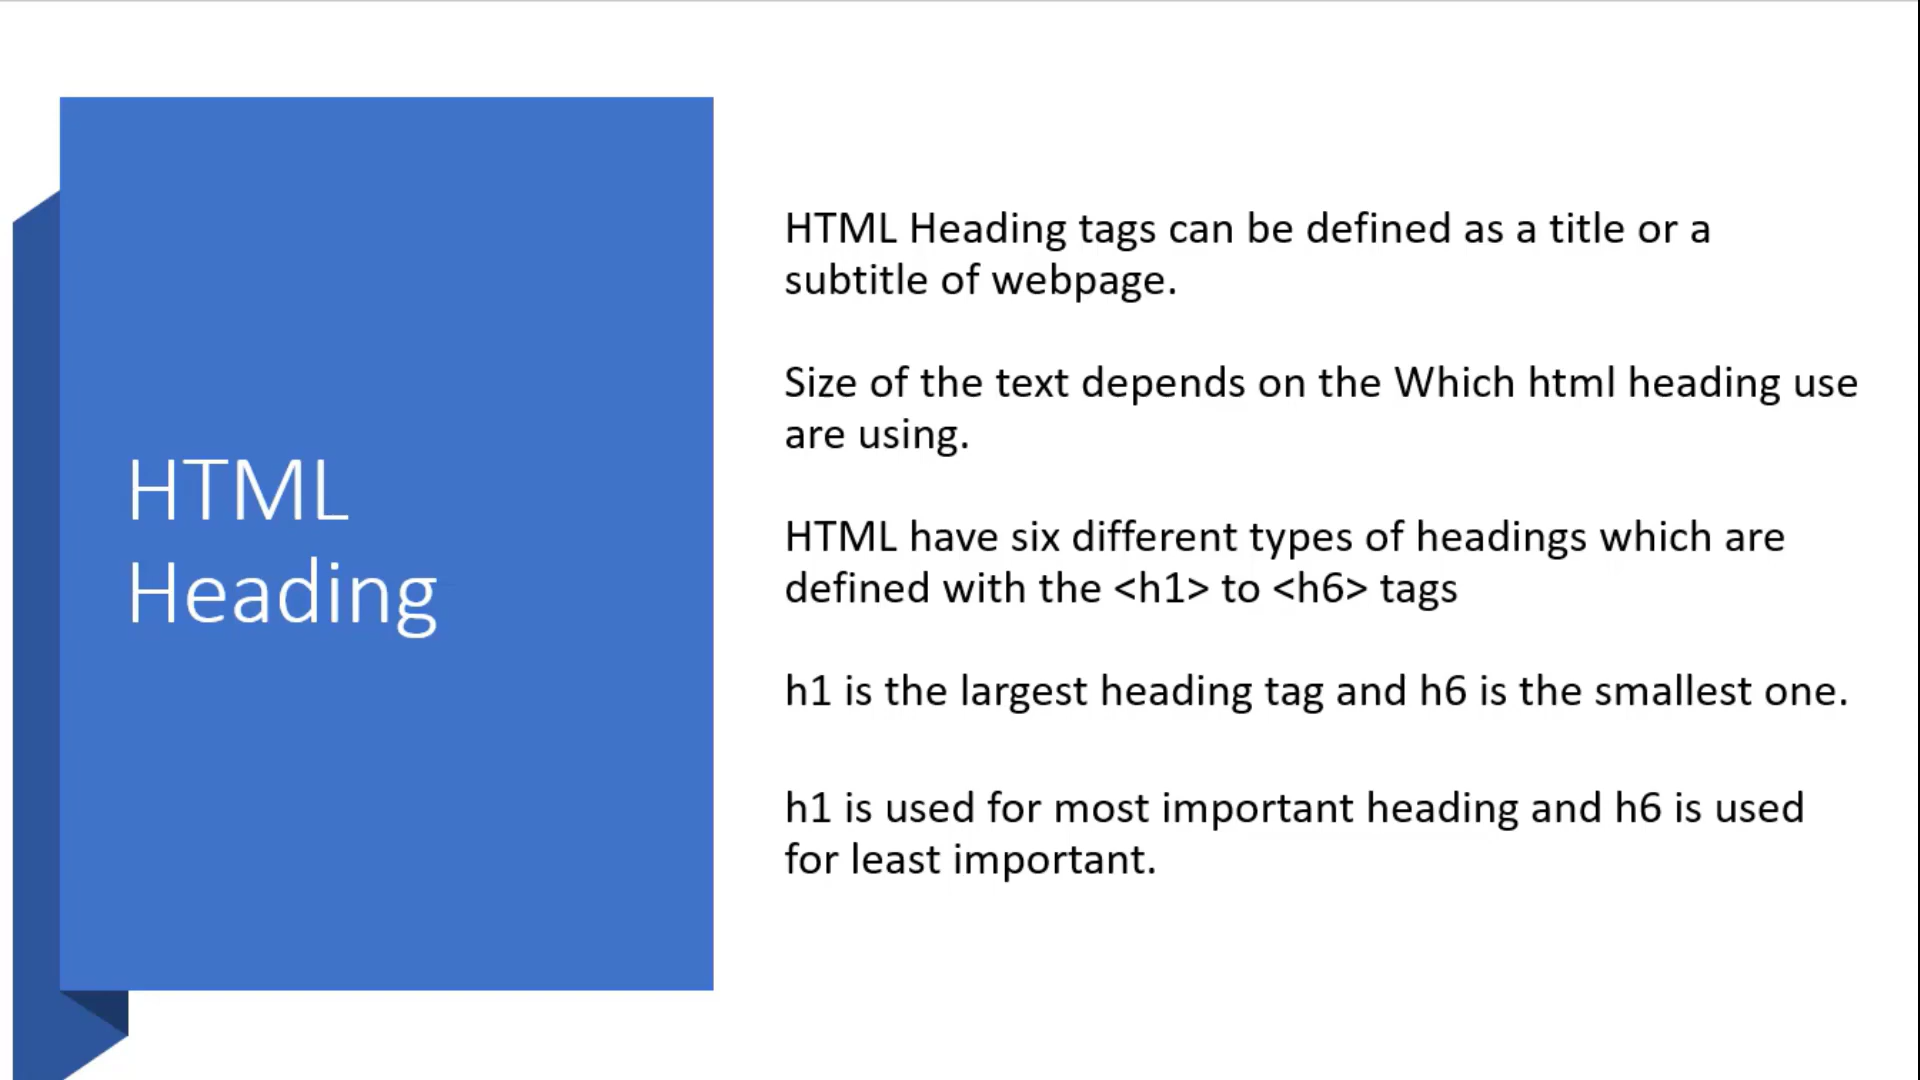 HTML
Heading
HTML Heading tags can be defined as a title or a
subtitle of webpage.
Size of the text depends on the Which html heading use
are using.
HTML have six different types of headings which are
defined with the <h1> to <h6> tags
h1 is the largest heading tag and h6 is the smallest one.
h1 is used for most important heading and h6 is used
for least important.